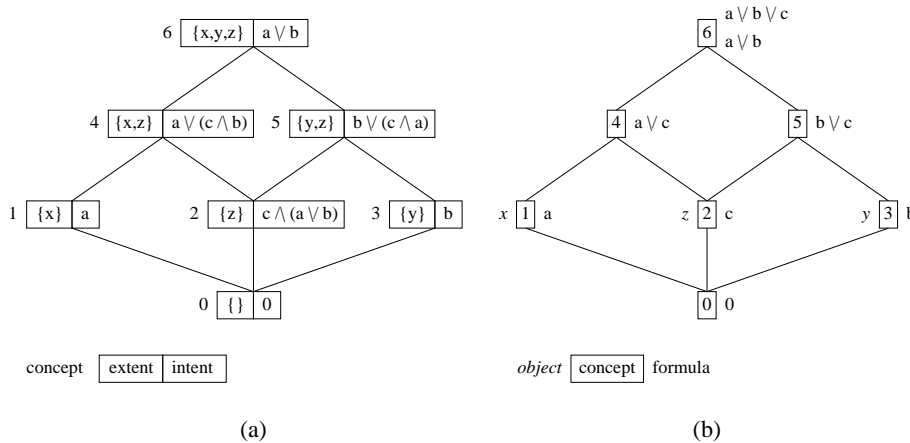 6 {x,y,z} a \/ b
4 {x,z} a \/ (c /\ b)
5 {y,z} b \/ (c /\ a)
1 {x} a
2 {z} c /\ (a \/ b)
3 {y} b
0 {} 0
concept extent intent
(a)
a \/ b \/ c
6
a \/ b
4 a \/ c
5 b \/ c
x 1 a
z 2 c
y 3 b
0 0
object concept formula
(b)